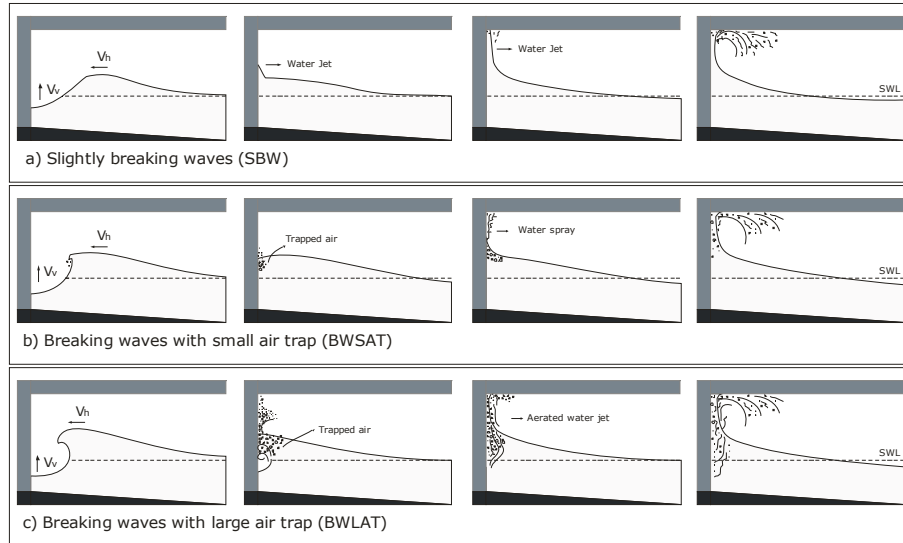 Vh
Vv
Water Jet
Water Jet
SWL
a) Slightly breaking waves (SBW)
Vh
Vv
Trapped air
Water spray
SWL
b) Breaking waves with small air trap (BWSAT)
Vh
Vv
Trapped air
Aerated water jet
SWL
c) Breaking waves with large air trap (BWLAT)